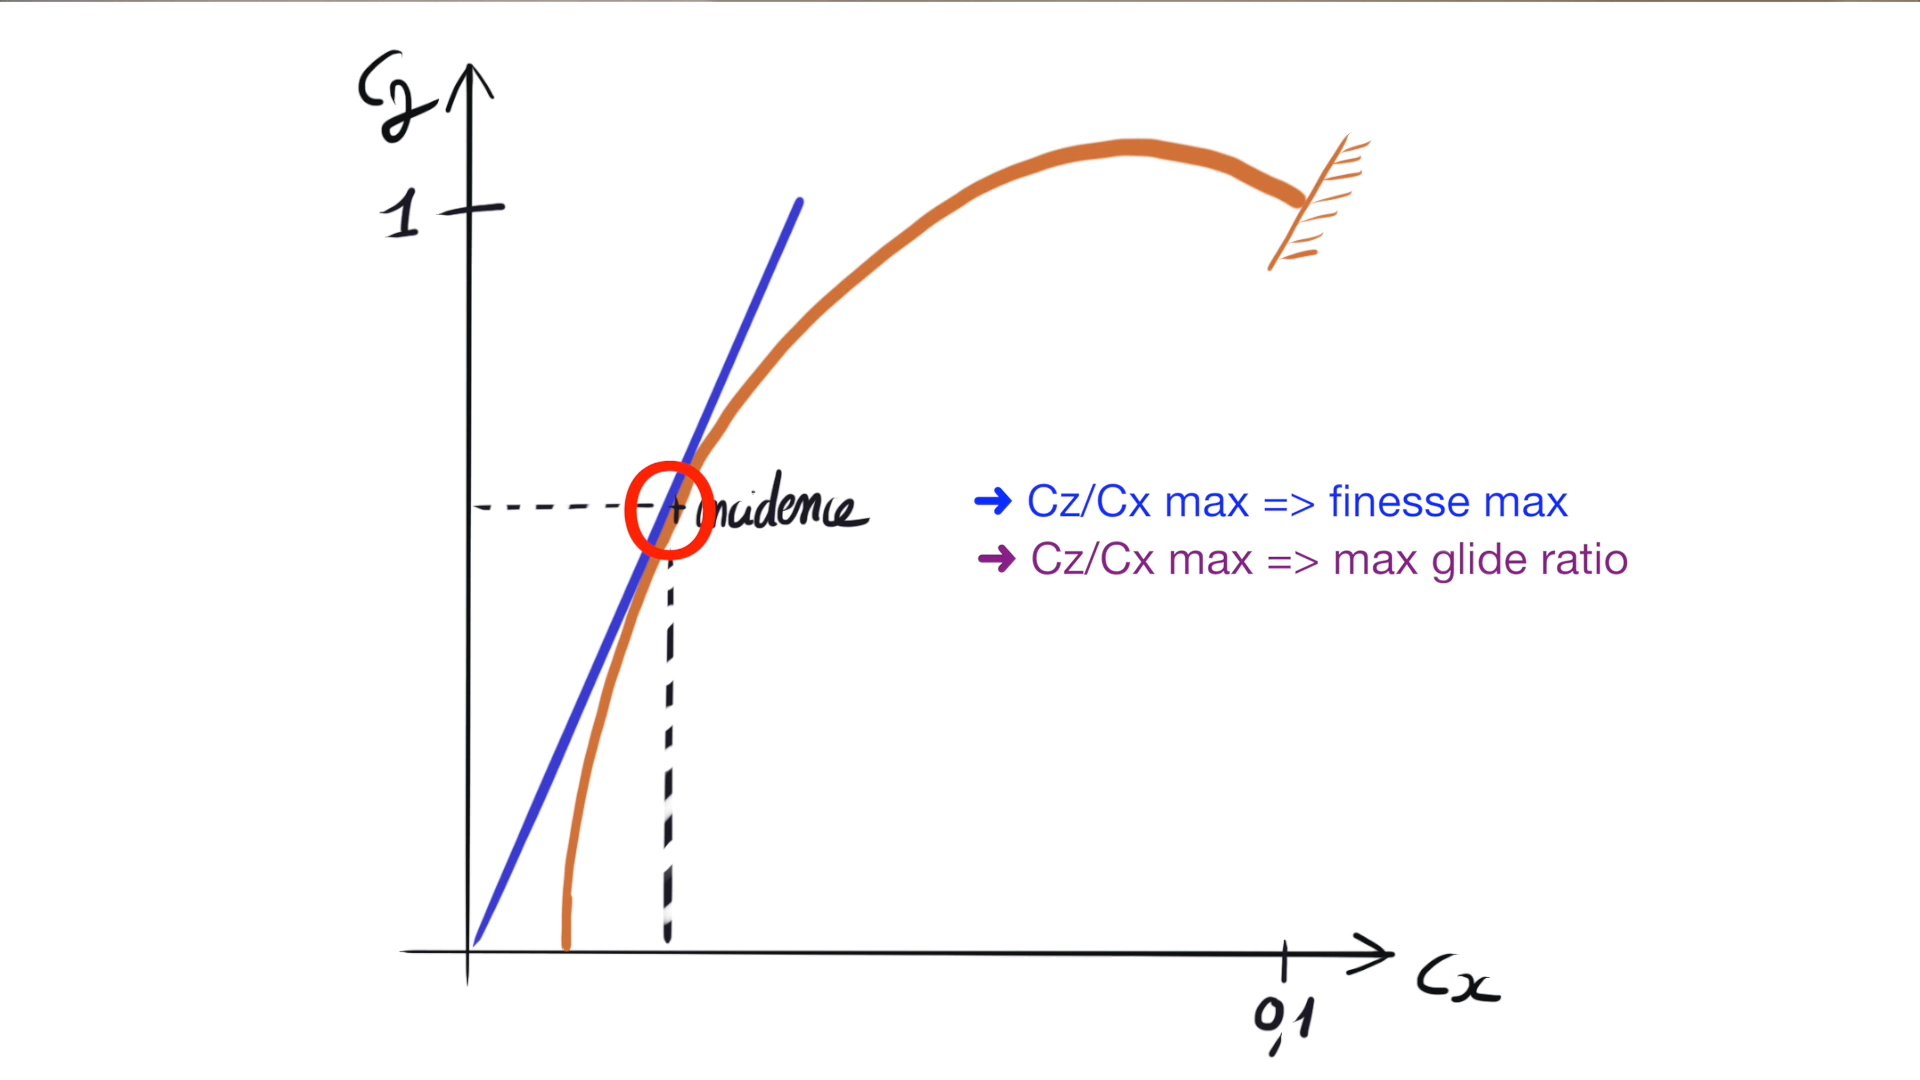 Cz
1
incidence
➜ Cz/Cx max => finesse max
➜ Cz/Cx max => max glide ratio
Cx
0,1